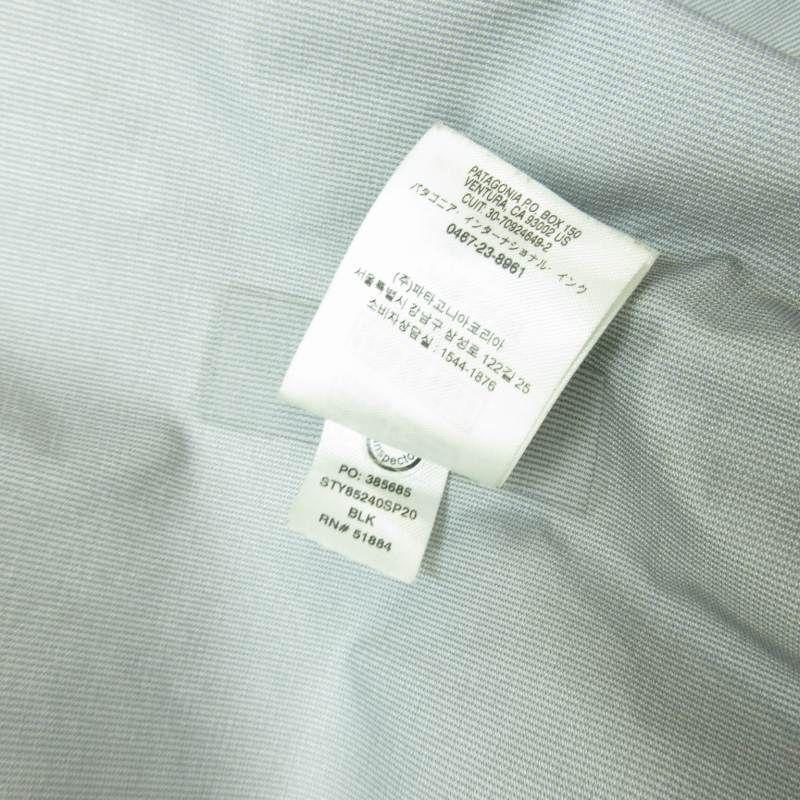 PATAGONIA PO BOX 150
VENTURA, CA 93002 US
CUIT: 30-70924649-2
パタゴニア・インターナショナル・インク
0467-23-8961
(주)파타고니아코리아
서울특별시 강남구 삼성로 122길 25
소비자상담실 : 1544-1876
Inspecto
PO: 385685
STY85240SP20
BLK
RN# 51884